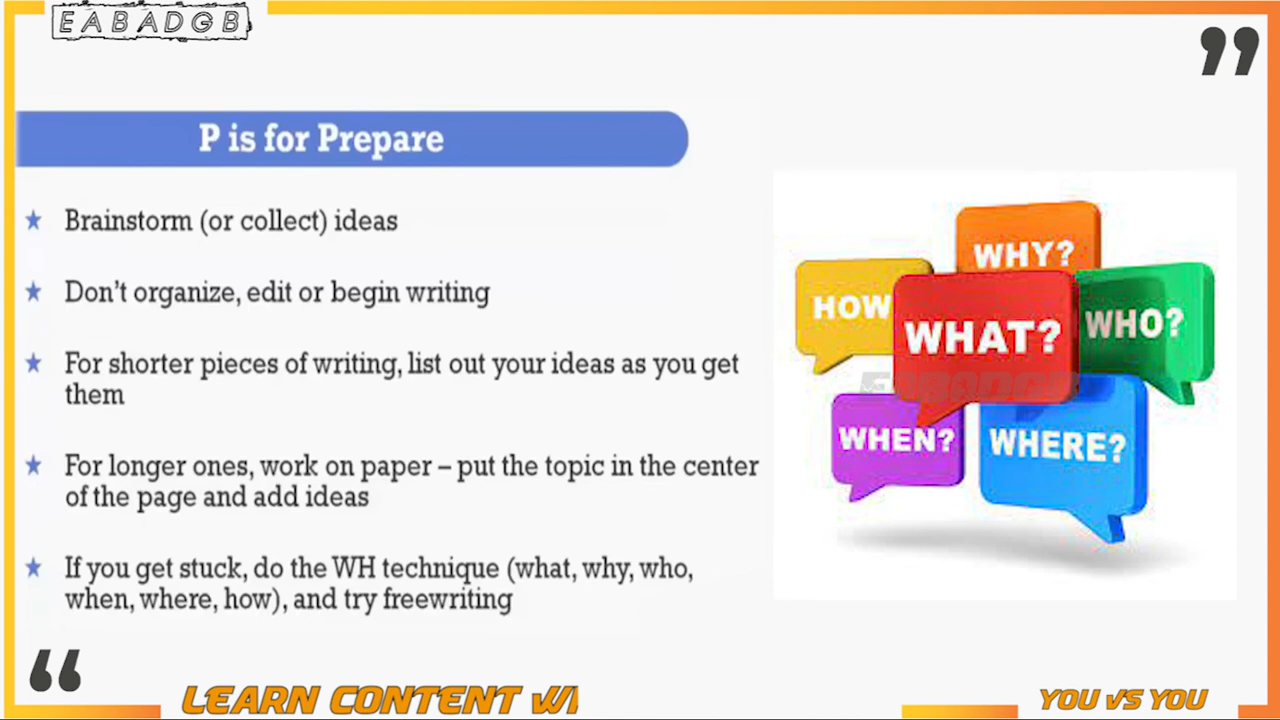 EABADGB
P is for Prepare
Brainstorm (or collect) ideas
Don't organize, edit or begin writing
For shorter pieces of writing, list out your ideas as you get
them
For longer ones, work on paper – put the topic in the center
of the page and add ideas
If you get stuck, do the WH technique (what, why, who,
when, where, how), and try freewriting
WHY?
HOW
WHAT?
WHO?
EABADGB
WHEN?
WHERE?
LEARN CONTENT
YOU VS YOU